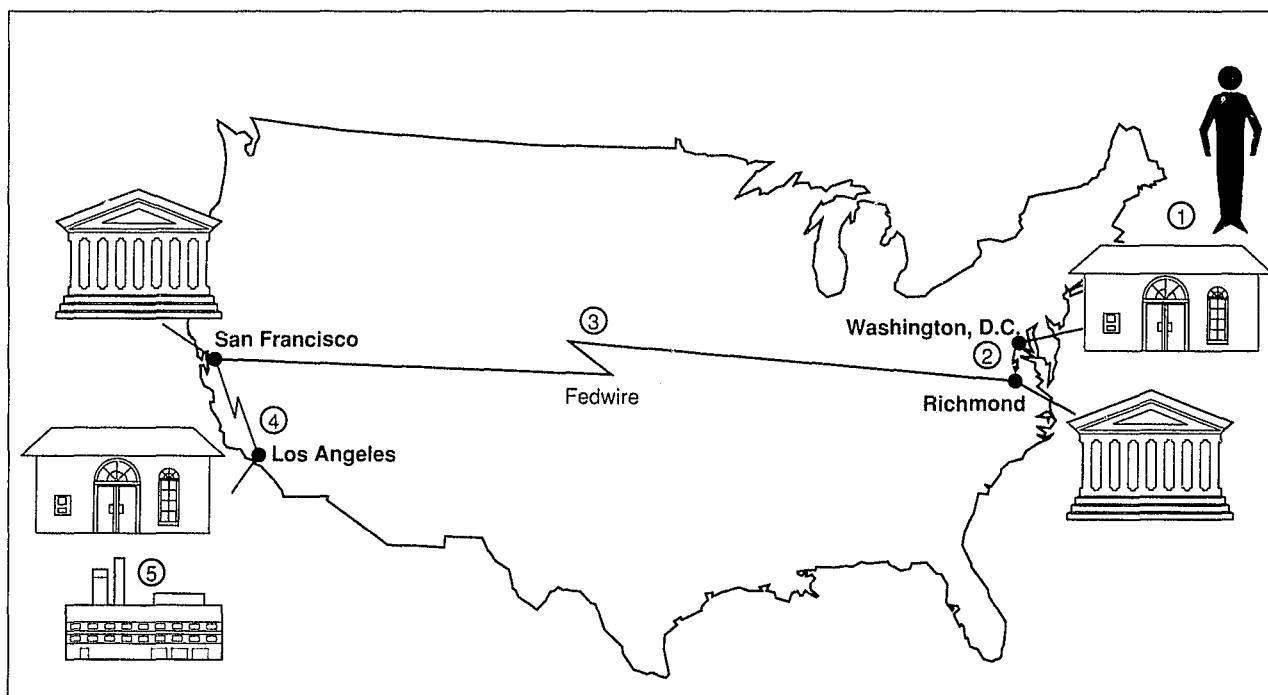 ①
③
Washington, D.C.
San Francisco
②
Fedwire
Richmond
④
Los Angeles
⑤